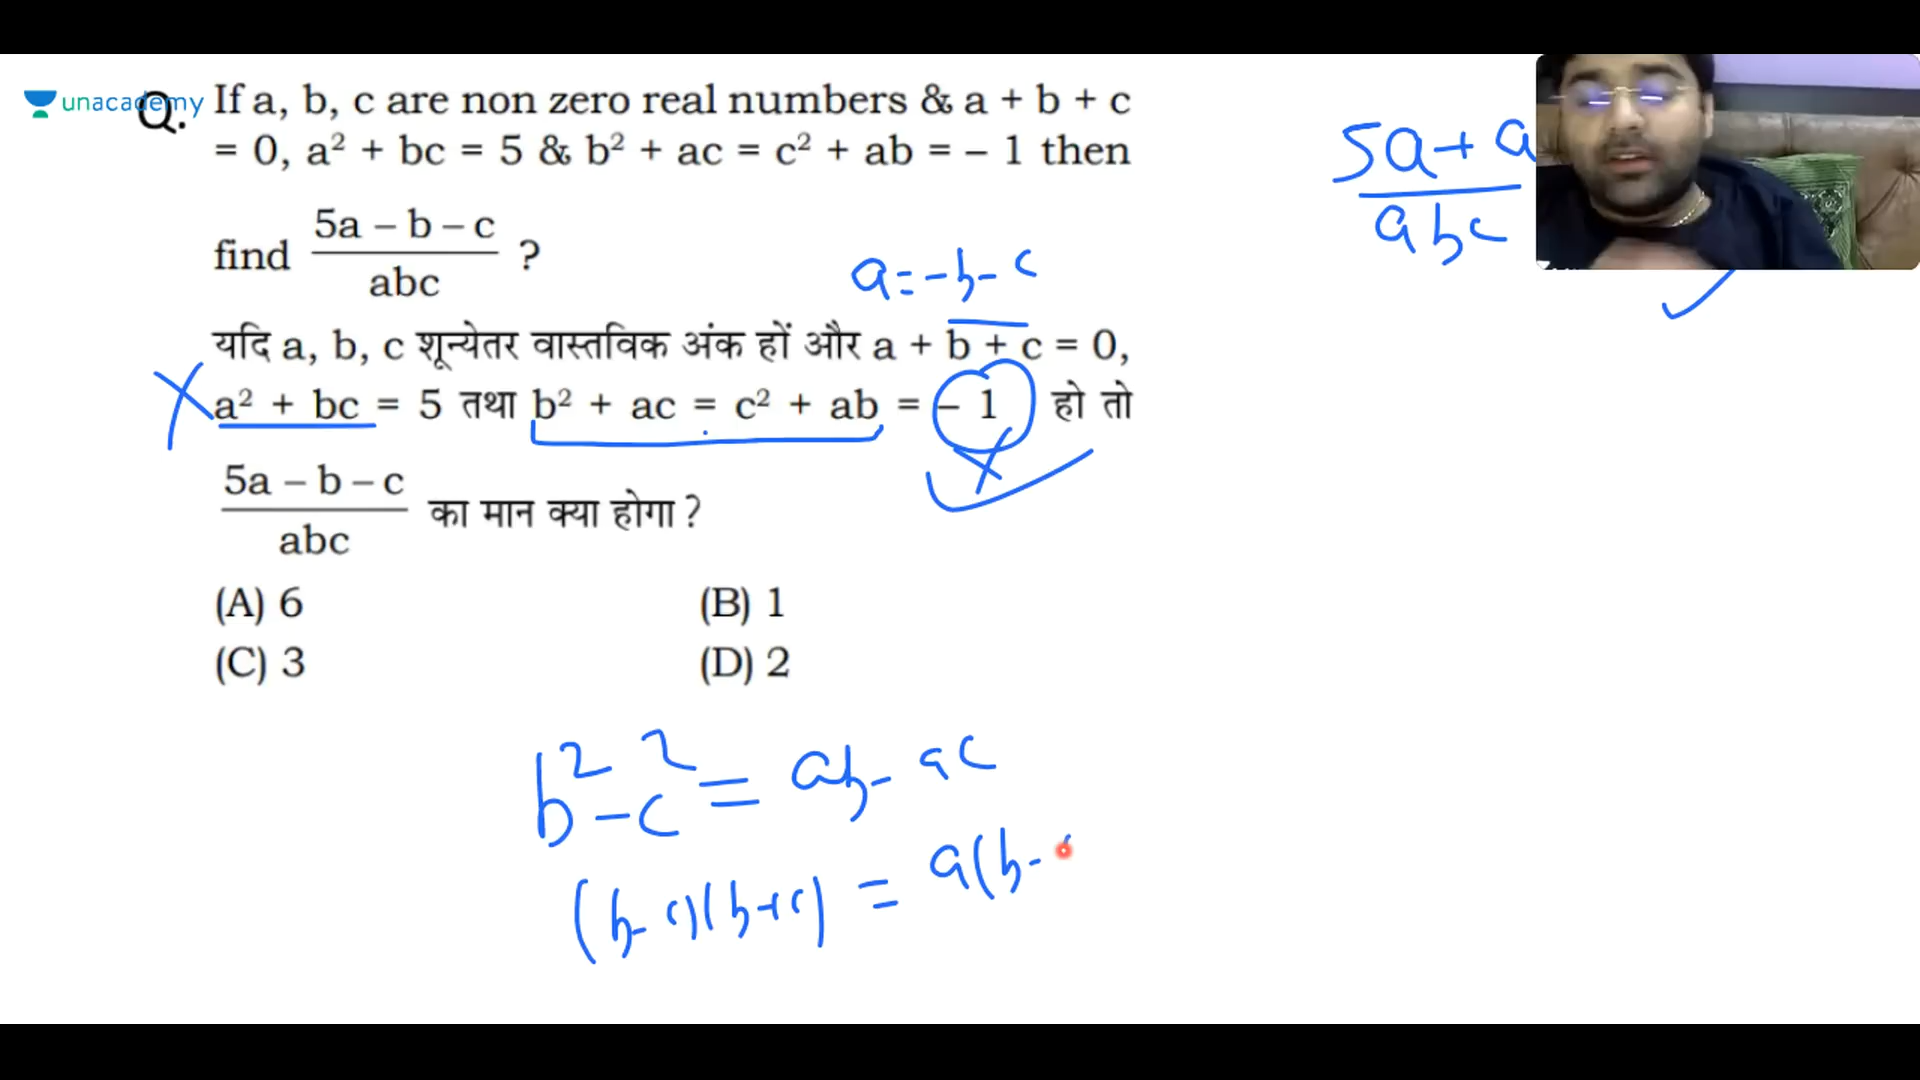 unacademy
Q. If a, b, c are non zero real numbers & a + b + c
= 0, a² + bc = 5 & b² + ac = c² + ab = – 1 then
find (5a – b – c)/abc ?
5a + a
abc
a = -b - c
यदि a, b, c शून्येतर वास्तविक अंक हों और a + b + c = 0,
a² + bc = 5 तथा b² + ac = c² + ab = – 1 हो तो
(5a – b – c)/abc का मान क्या होगा ?
(A) 6 (B) 1
(C) 3 (D) 2
b² - c² = ab - ac
(b-c)(b+c) = a(b-